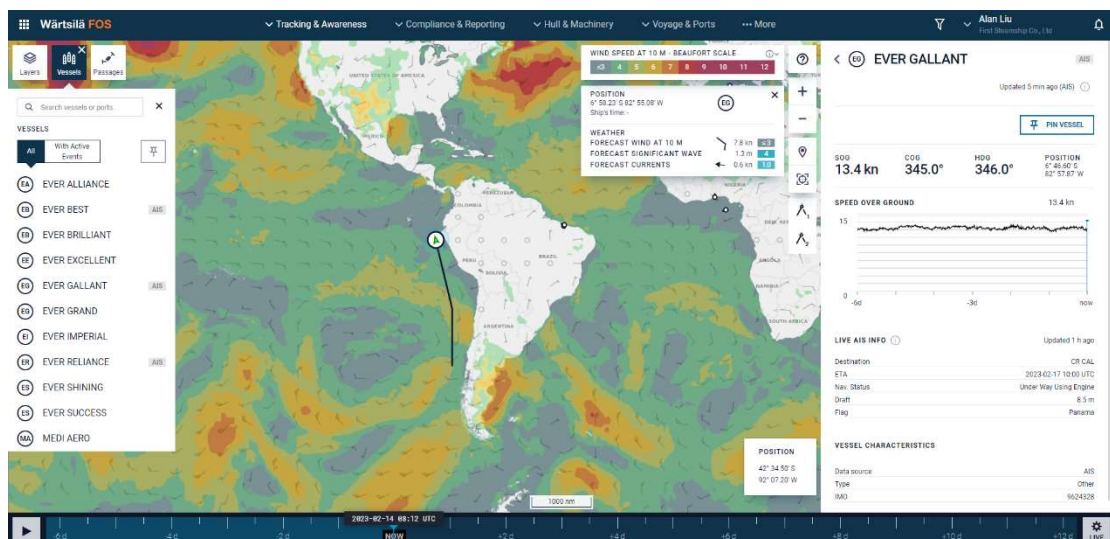 Wärtsilä FOS
Tracking & Awareness
Compliance & Reporting
Hull & Machinery
Voyage & Ports
••• More
Alan Liu
First Steamship Co., Ltd
Layers
Vessels
Passages
Search vessels or ports
VESSELS
All
With Active Events
EA EVER ALLIANCE
EB EVER BEST AIS
EB EVER BRILLIANT
EE EVER EXCELLENT
EG EVER GALLANT AIS
EG EVER GRAND
EI EVER IMPERIAL
ER EVER RELIANCE AIS
ES EVER SHINING
ES EVER SUCCESS
MA MEDI AERO
UNITED STATES OF AMERICA
MEXICO
VENEZUELA
COLOMBIA
PERU
BRAZIL
BOLIVIA
ARGENTINA
NIGERIA
ANGOLA
NAMIBIA
SOUTH AFRICA
WIND SPEED AT 10 M - BEAUFORT SCALE
≤3 4 5 6 7 8 9 10 11 12
POSITION
6° 58.23' S 82° 55.08' W
Ship's time: -
EG
WEATHER
FORECAST WIND AT 10 M 7.8 kn ≤3
FORECAST SIGNIFICANT WAVE 1.3 m 4
FORECAST CURRENTS 0.6 kn 1.0
POSITION
42° 34.50' S
92° 07.20' W
1000 nm
EG EVER GALLANT AIS
Updated 5 min ago (AIS)
PIN VESSEL
SOG COG HDG POSITION
13.4 kn 345.0° 346.0° 6° 46.60' S
82° 57.87' W
SPEED OVER GROUND 13.4 kn
15
0
-6d -3d now
LIVE AIS INFO Updated 1 h ago
Destination CR CAL
ETA 2023-02-17 10:00 UTC
Nav. Status Under Way Using Engine
Draft 8.5 m
Flag Panama
VESSEL CHARACTERISTICS
Data source AIS
Type Other
IMO 9624328
2023-02-14 08:12 UTC
-6 d -4 d -2 d NOW +2 d +4 d +6 d +8 d +10 d +12 d LIVE